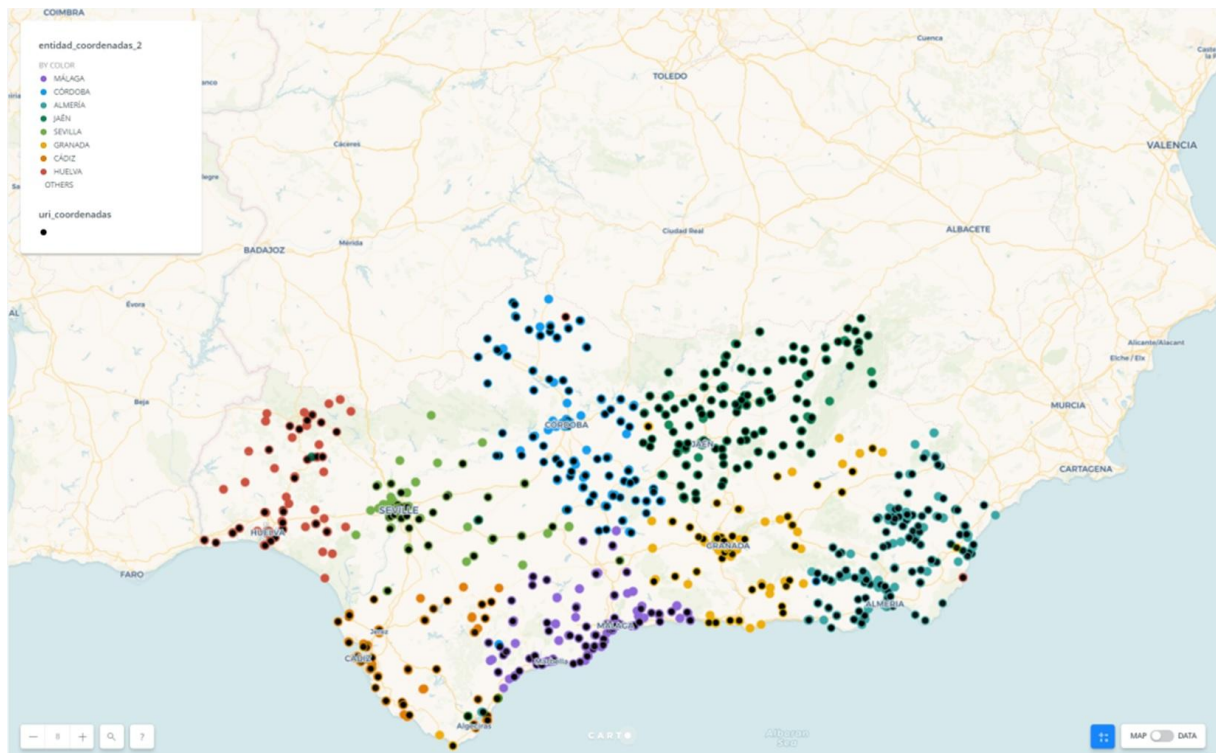 COIMBRA
entidad_coordenadas_2
BY COLOR
MÁLAGA
CÓRDOBA
ALMERÍA
JAÉN
SEVILLA
GRANADA
CÁDIZ
HUELVA
OTHERS
uri_coordenadas
Cuenca
TOLEDO
VALENCIA
Cáceres
Ciudad Real
ALBACETE
Mérida
BADAJOZ
Évora
Alicante/Alacant
Elche / Elx
Beja
MURCIA
CÓRDOBA
JAÉN
CARTAGENA
SEVILLE
HUELVA
GRANADA
FARO
ALMERIA
MÁLAGA
Jerez
CÁDIZ
Marbella
Algeciras
− 8 + ?
CARTO
Alboran
Sea
MAP DATA